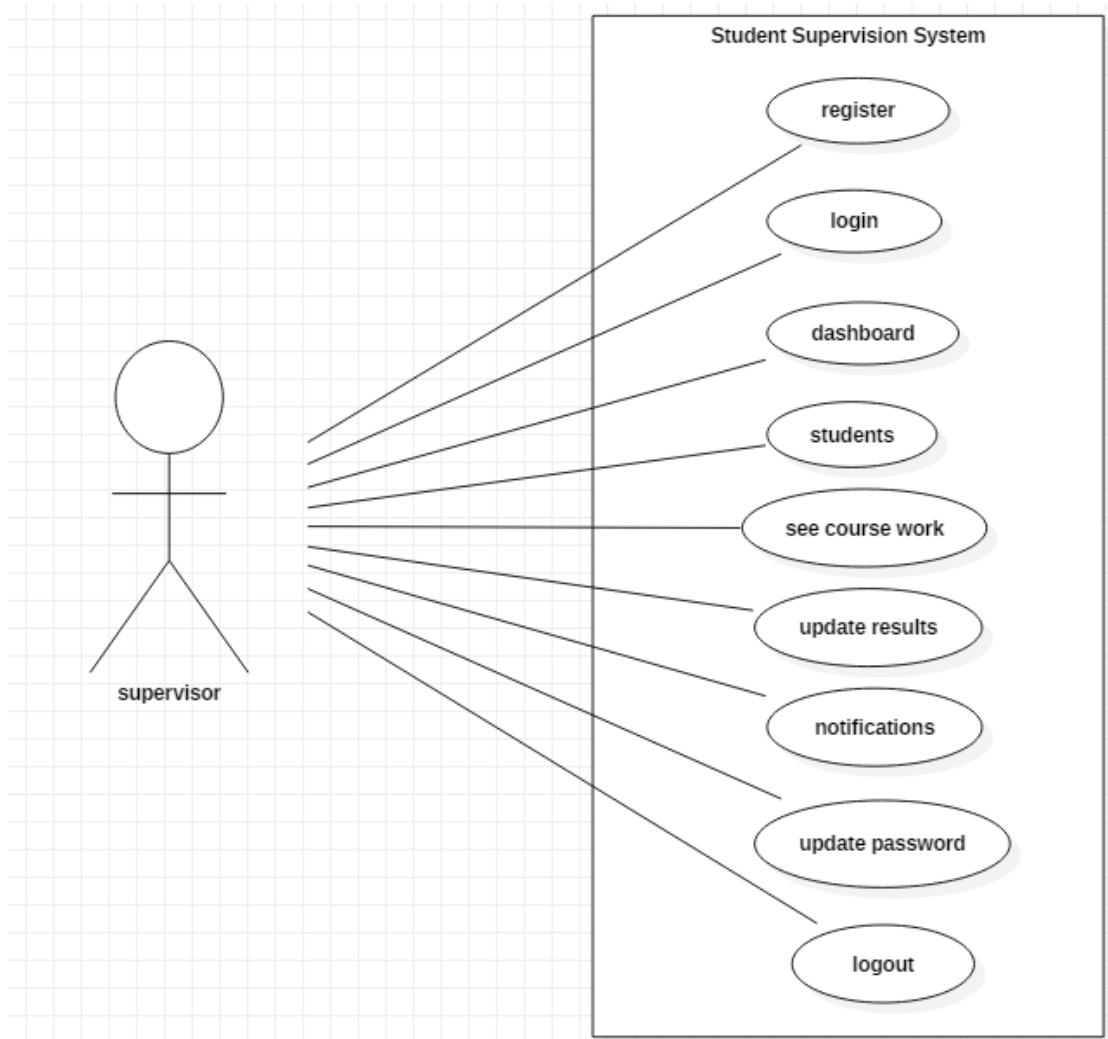 Student Supervision System
register
login
dashboard
students
see course work
update results
notifications
update password
logout
supervisor